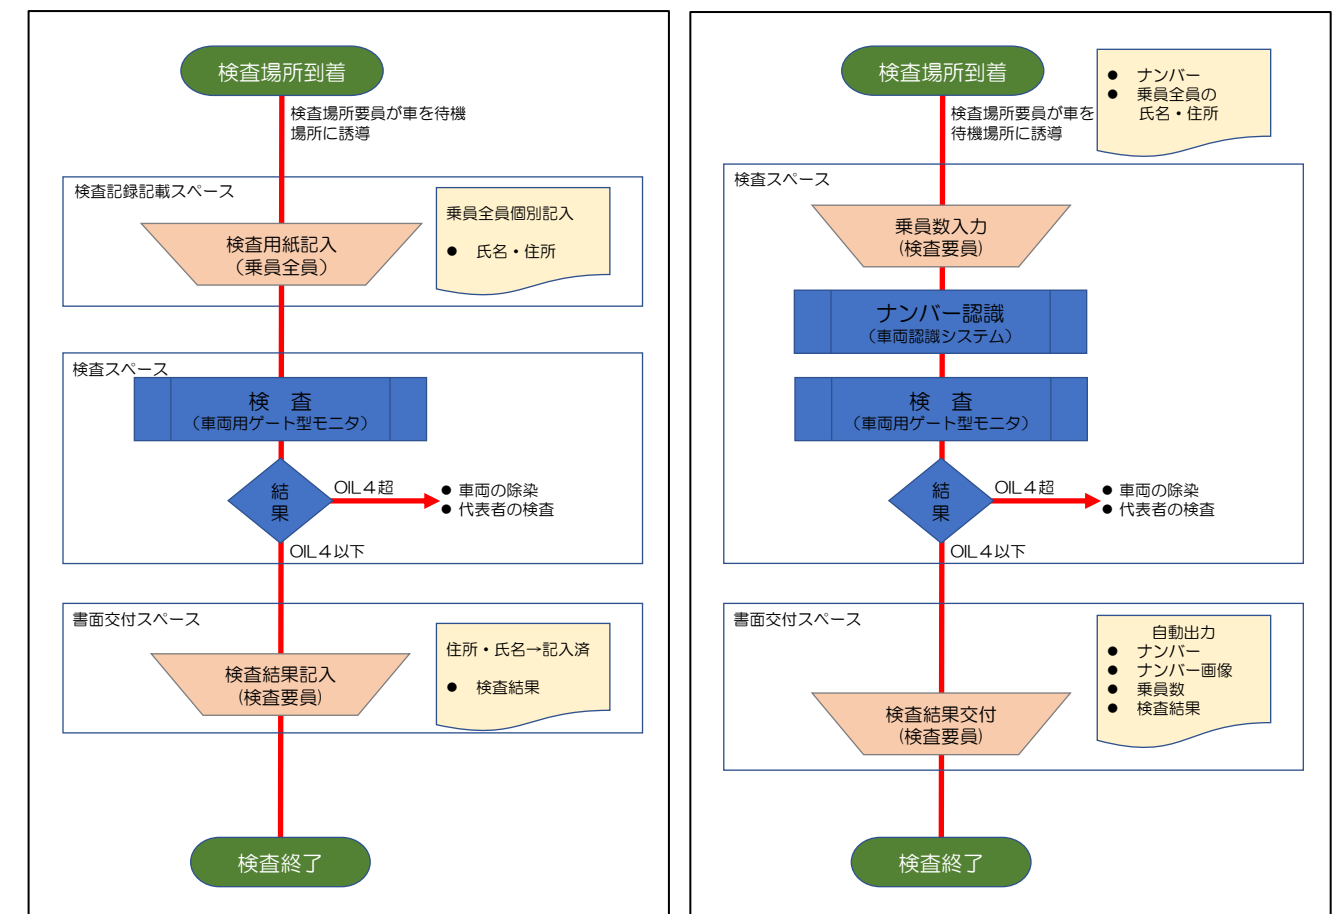 検査場所到着
検査場所要員が車を待機
場所に誘導
検査記録記載スペース
検査用紙記入
（乗員全員）
乗員全員個別記入
● 氏名・住所
検査スペース
検　査
（車両用ゲート型モニタ）
結
果
OIL４超
● 車両の除染
● 代表者の検査
OIL４以下
書面交付スペース
検査結果記入
(検査要員)
住所・氏名→記入済
● 検査結果
検査終了
検査場所到着
検査場所要員が車を
待機場所に誘導
● ナンバー
● 乗員全員の
氏名・住所
検査スペース
乗員数入力
(検査要員)
ナンバー認識
（車両認識システム）
検　査
（車両用ゲート型モニタ）
結
果
OIL４超
● 車両の除染
● 代表者の検査
OIL４以下
書面交付スペース
検査結果交付
(検査要員)
自動出力
● ナンバー
● ナンバー画像
● 乗員数
● 検査結果
検査終了